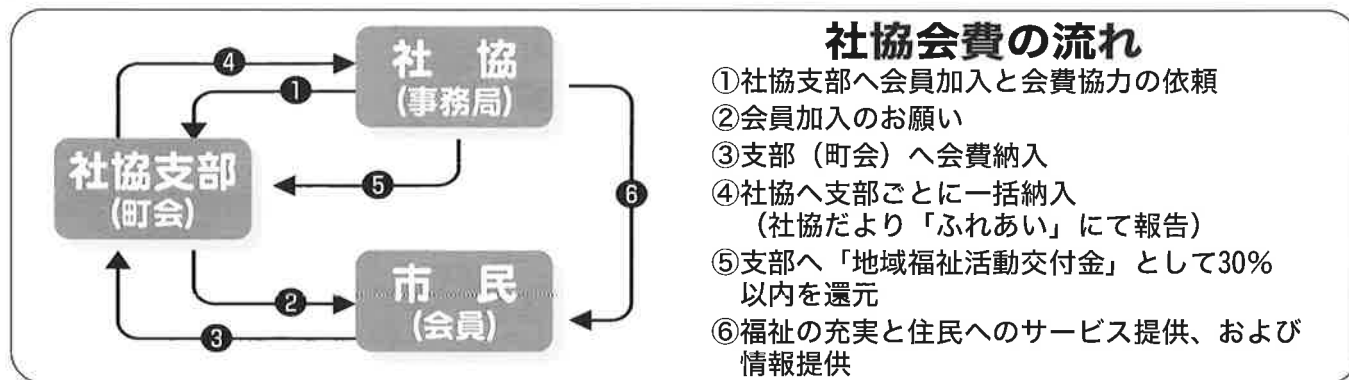 社協会費の流れ
社 協
(事務局)
社協支部
(町会)
市 民
(会員)
④
①
⑤
⑥
②
③
①社協支部へ会員加入と会費協力の依頼
②会員加入のお願い
③支部（町会）へ会費納入
④社協へ支部ごとに一括納入
（社協だより「ふれあい」にて報告）
⑤支部へ「地域福祉活動交付金」として30%
以内を還元
⑥福祉の充実と住民へのサービス提供、および
情報提供